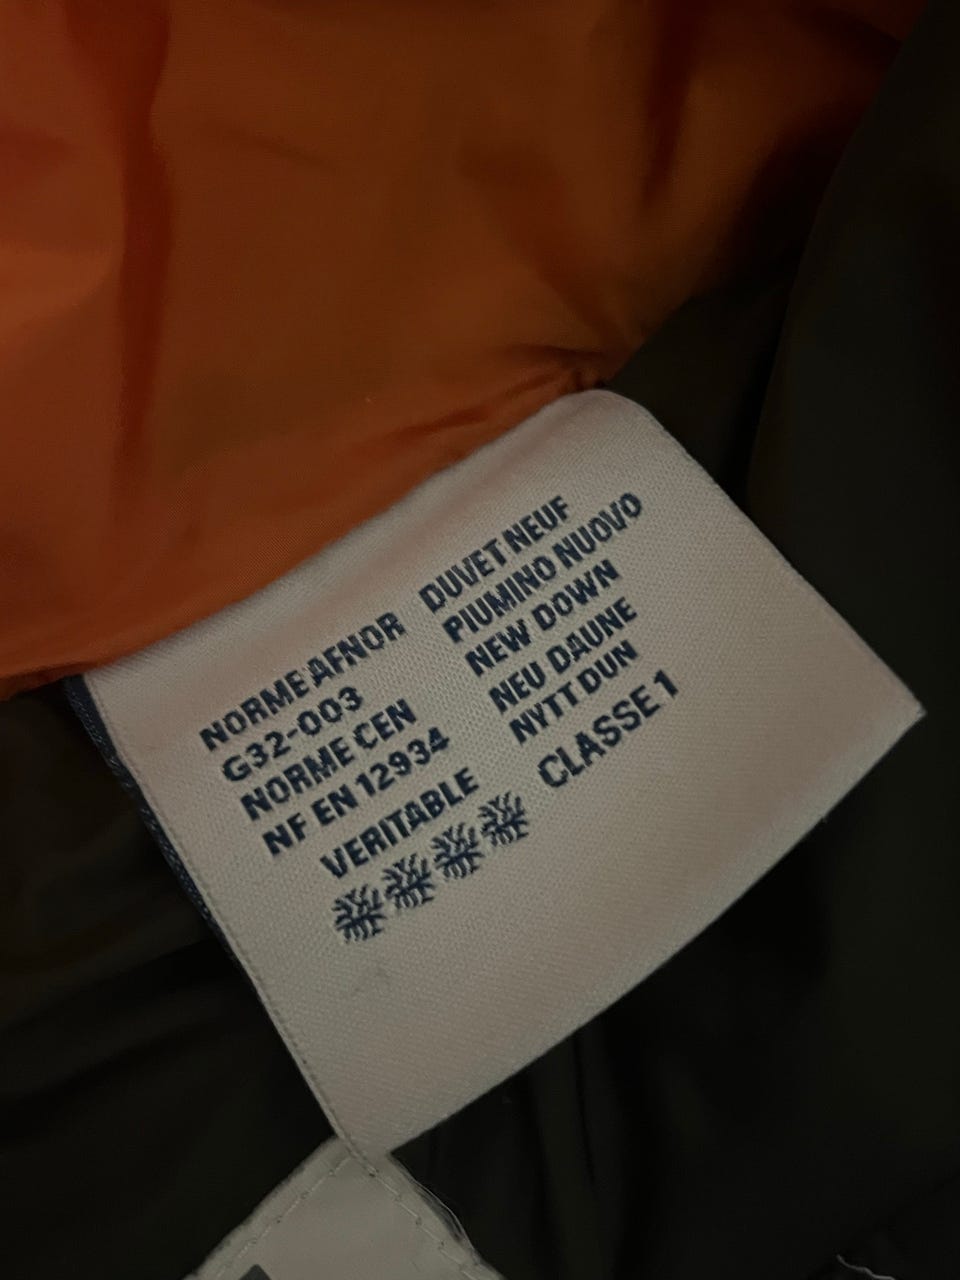 NORME AFNOR
G32-003
NORME CEN
NF EN 12934
VERITABLE
DUVET NEUF
PIUMINO NUOVO
NEW DOWN
NEU DAUNE
NYTT DUN
CLASSE 1